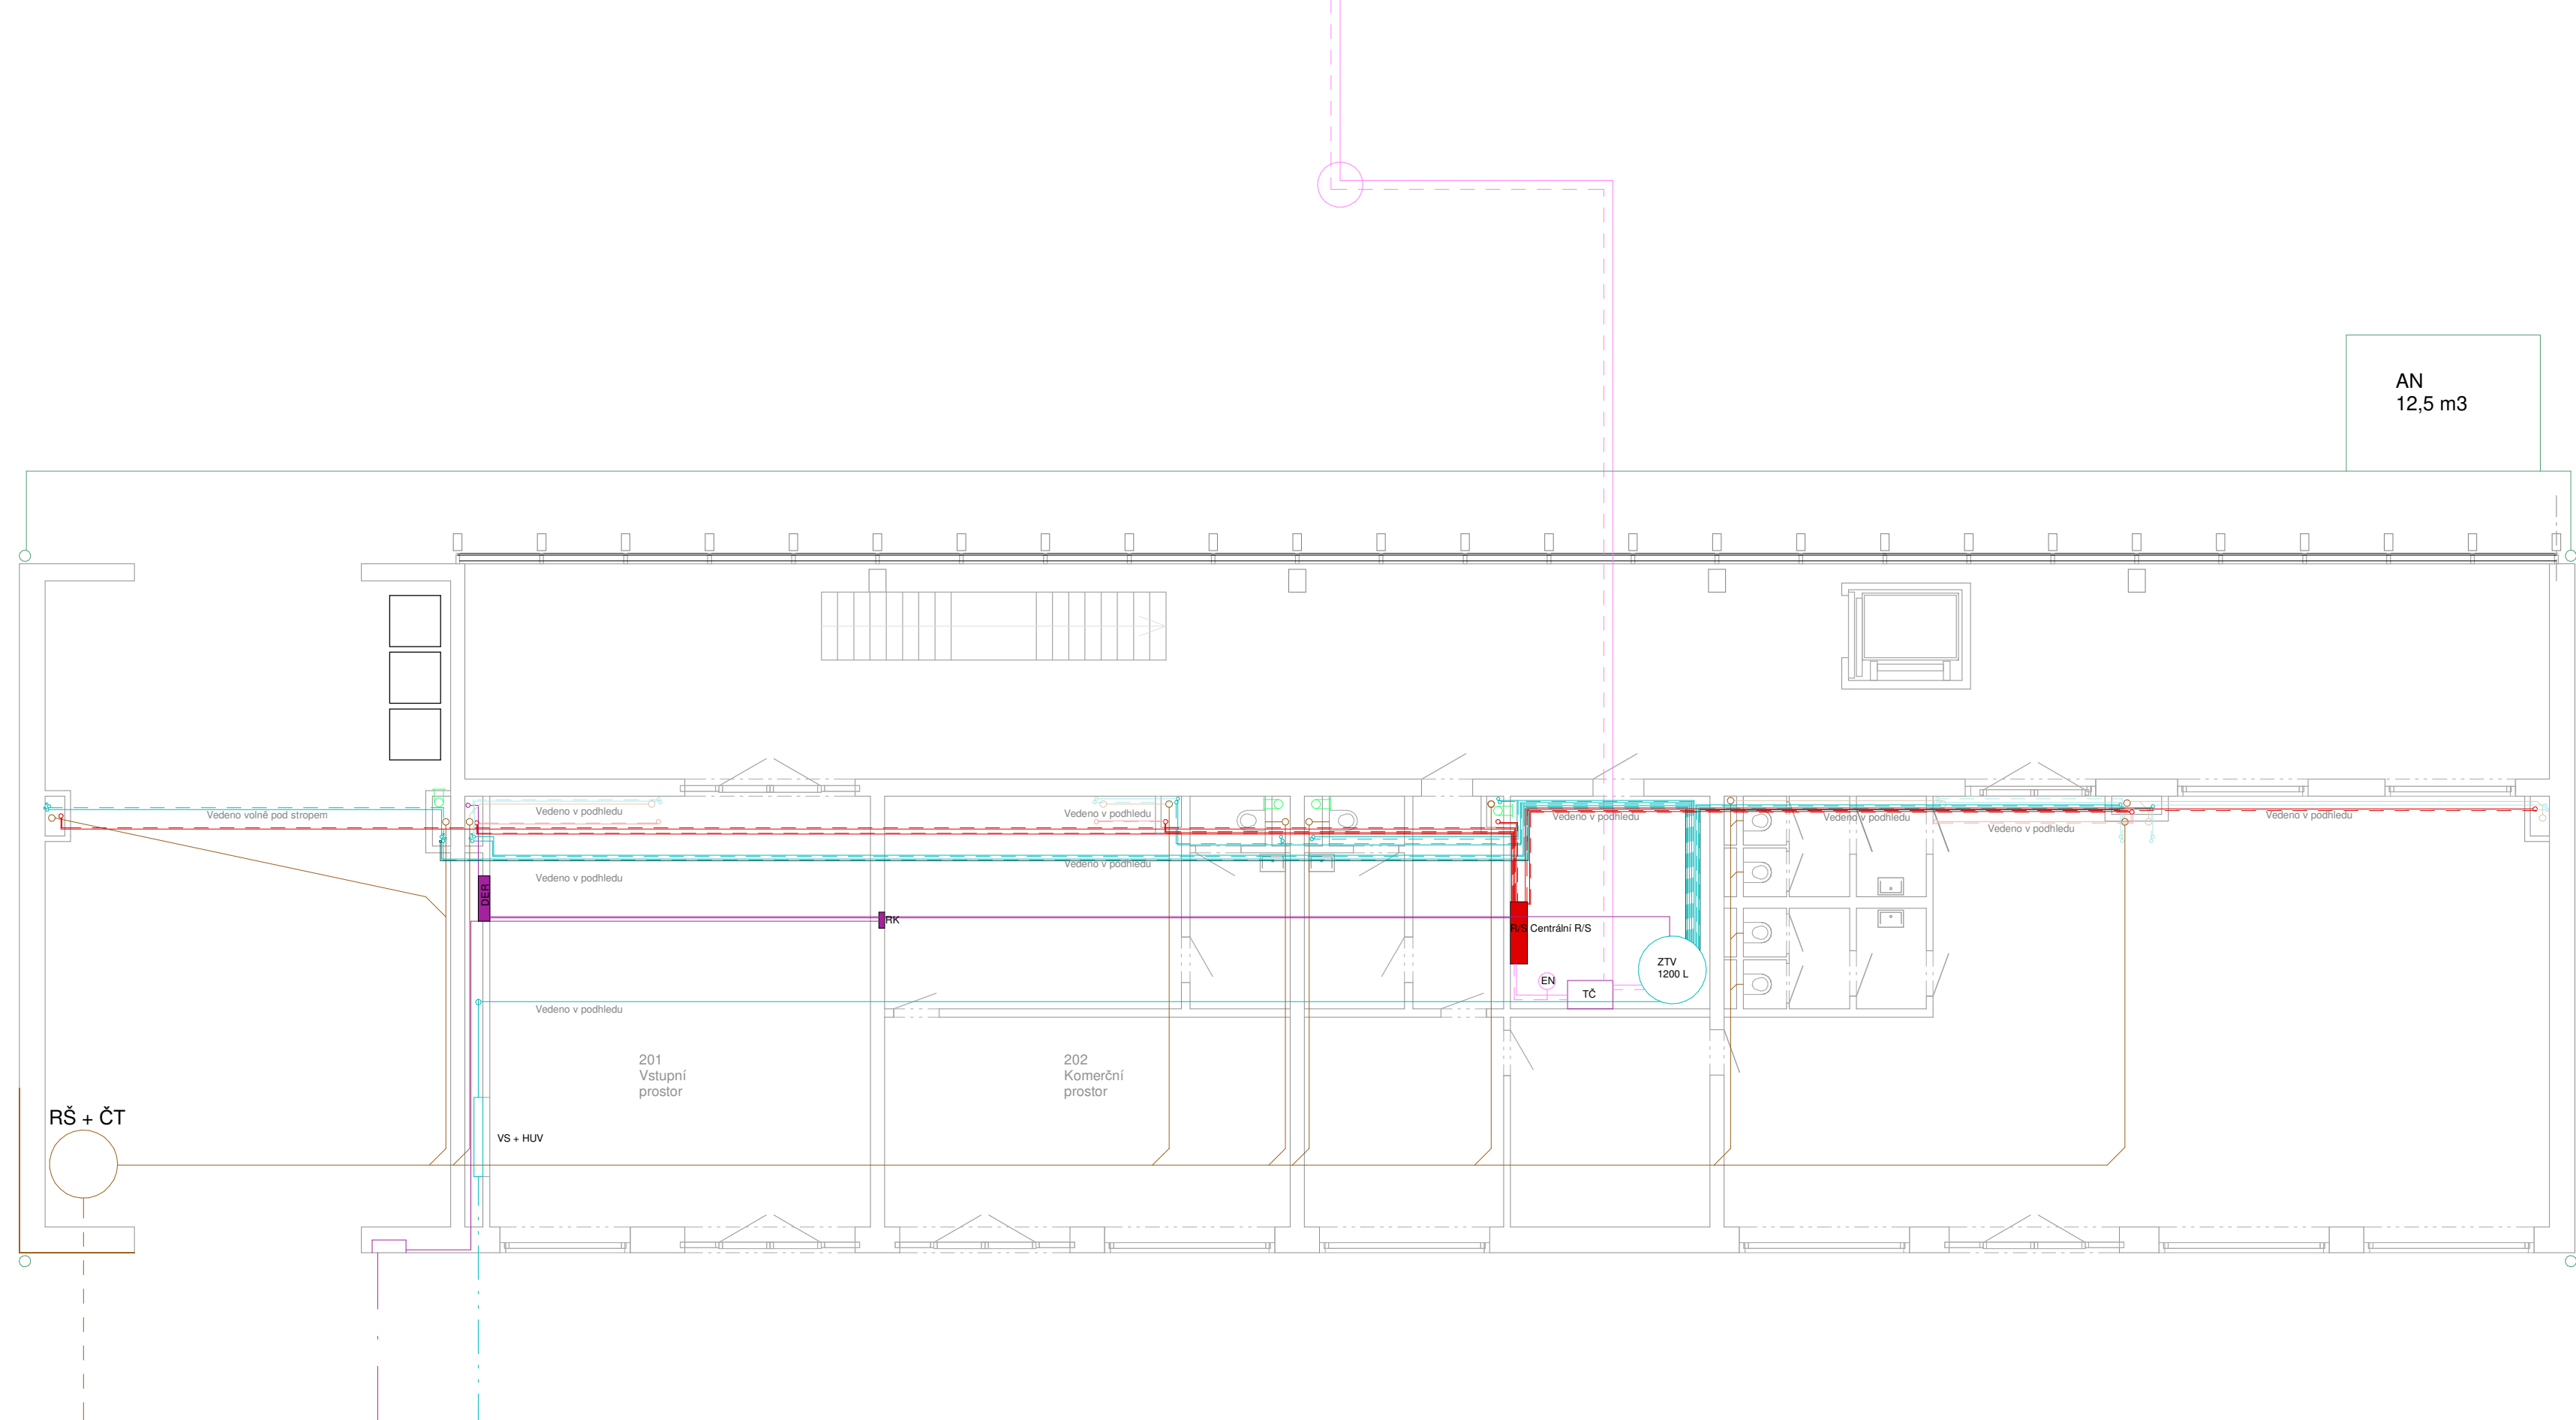 AN
12,5 m3
Vedeno volně pod stropem
Vedeno v podhledu
Vedeno v podhledu
Vedeno v podhledu
Vedeno v podhledu
Vedeno v podhledu
Vedeno v podhledu
Vedeno v podhledu
Vedeno v podhledu
DER
RK
R/S Centrální R/S
ZTV
1200 L
EN
TČ
Vedeno v podhledu
201
Vstupní
prostor
202
Komerční
prostor
RŠ + ČT
VS + HUV